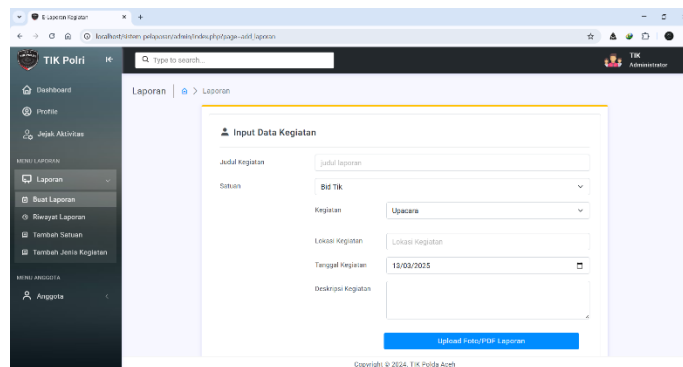 E Laporan Kegiatan
localhost/sistem-pelaporan/admin/index.php?page=add_laporan
TIK Polri
Type to search...
TIK
Administrator
Dashboard
Profile
Jejak Aktivitas
MENU LAPORAN
Laporan
Buat Laporan
Riwayat Laporan
Tambah Satuan
Tambah Jenis Kegiatan
MENU ANGGOTA
Anggota
Laporan
Laporan
Input Data Kegiatan
Judul Kegiatan
judul laporan
Satuan
Bid Tik
Kegiatan
Upacara
Lokasi Kegiatan
Lokasi Kegiatan
Tanggal Kegiatan
13/03/2025
Deskripsi Kegiatan
Upload Foto/PDF Laporan
Copyright © 2024. TIK Polda Aceh